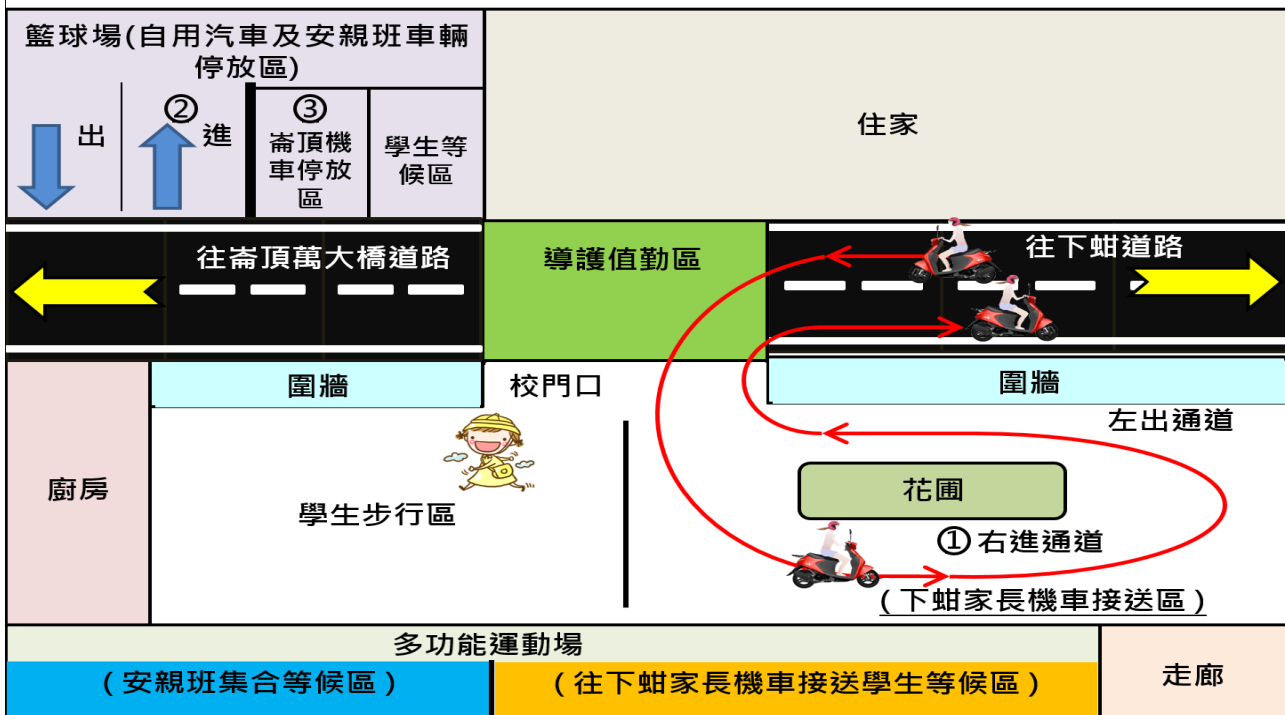 籃球場(自用汽車及安親班車輛
停放區)
出
②
進
③
崙頂機
車停放
區
學生等
候區
住家
往崙頂萬大橋道路
導護值勤區
往下蚶道路
圍牆
校門口
圍牆
左出通道
廚房
學生步行區
花圃
①右進通道
(下蚶家長機車接送區)
多功能運動場
(安親班集合等候區)
(往下蚶家長機車接送學生等候區)
走廊